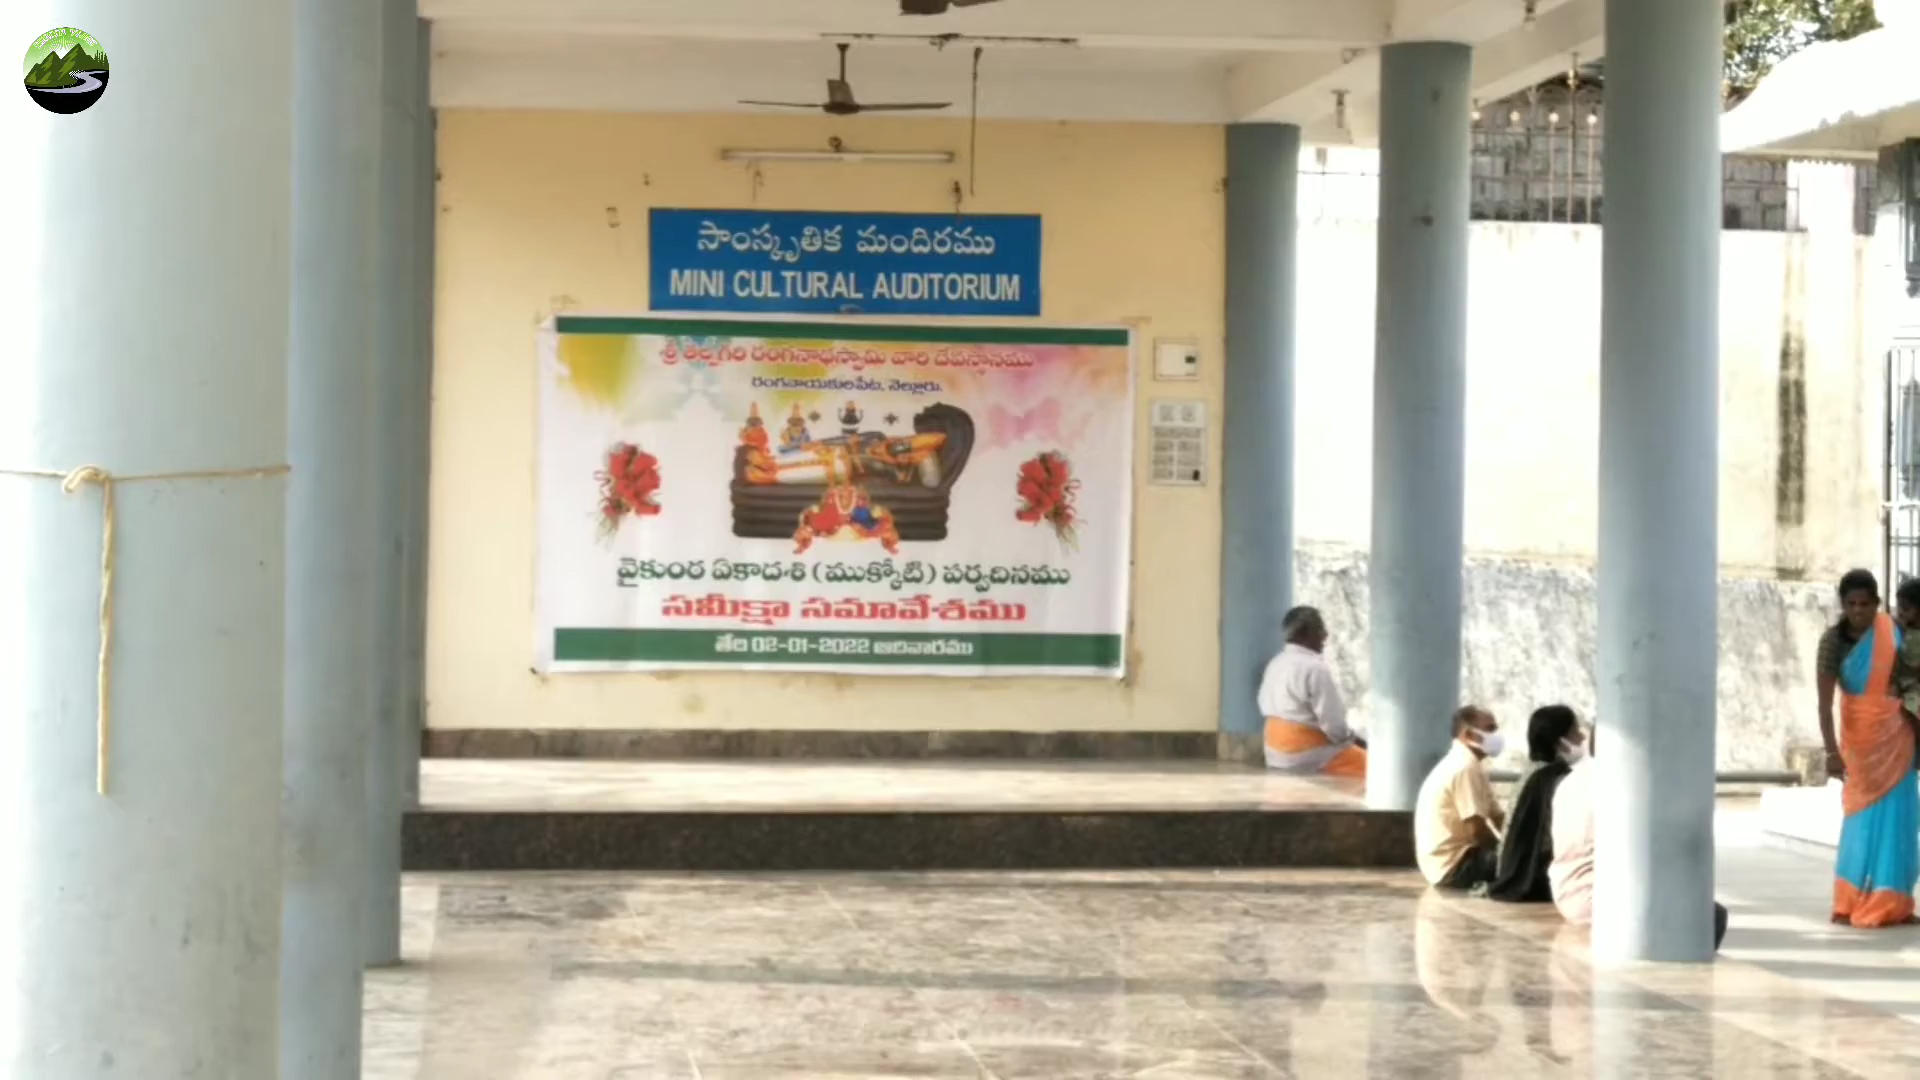 సాంస్కృతిక మందిరము
MINI CULTURAL AUDITORIUM
శ్రీ తల్పగిరి రంగనాథస్వామి వారి దేవస్థానము
రంగనాయకులపేట, నెల్లూరు.
వైకుంఠ ఏకాదశి (ముక్కోటి) పర్వదినము
సమీక్షా సమావేశము
తేది 02-01-2022 ఆదివారము